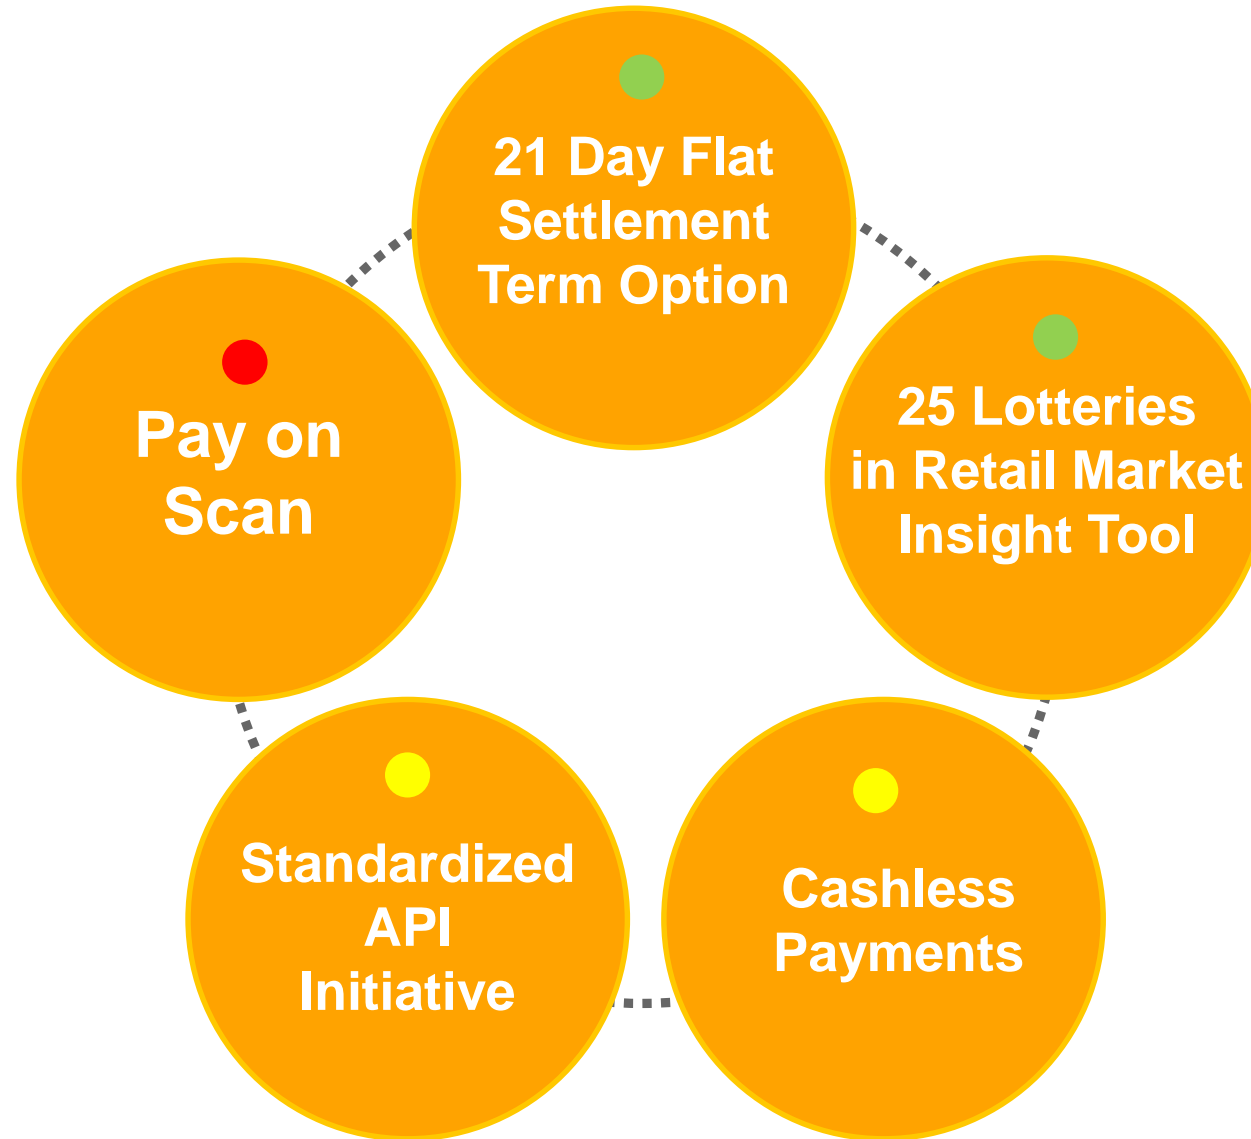 21 Day Flat
Settlement
Term Option
25 Lotteries
in Retail Market
Insight Tool
Cashless
Payments
Standardized
API
Initiative
Pay on
Scan